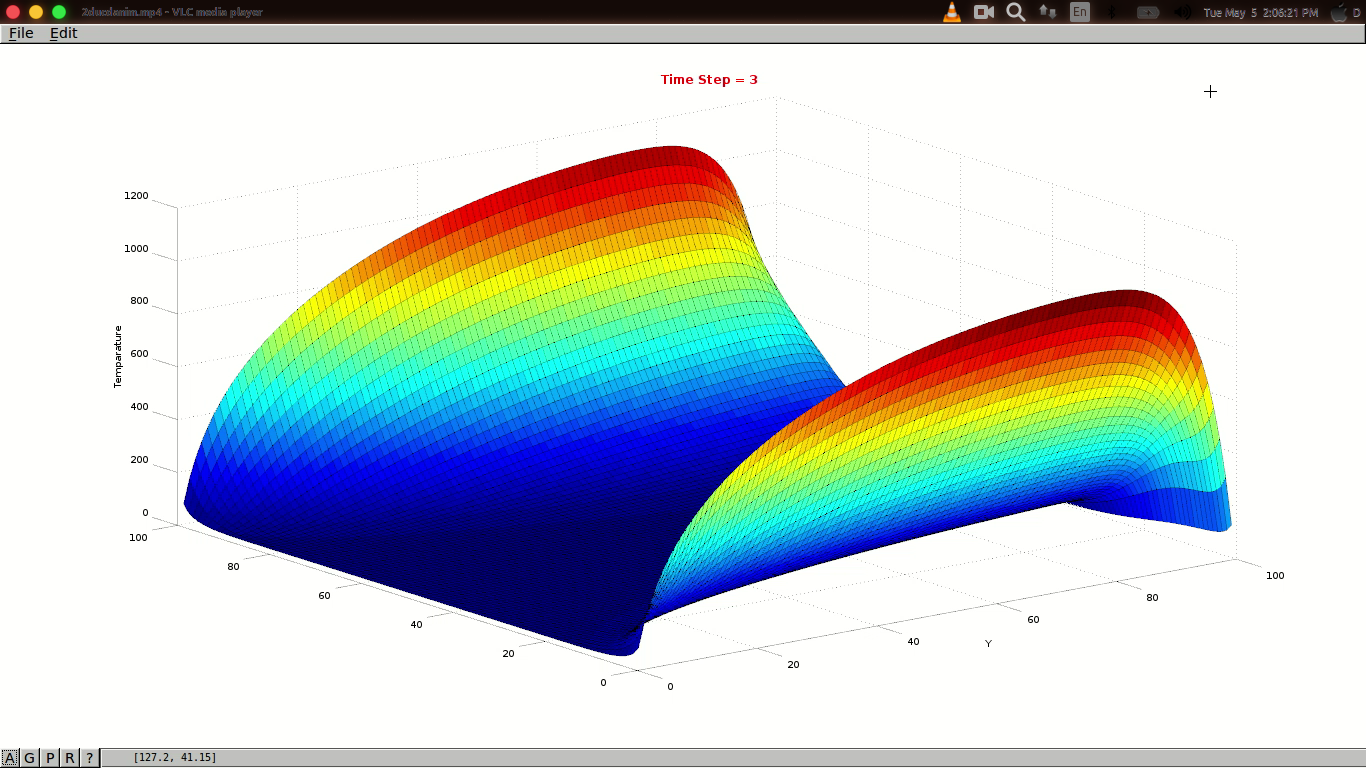 2duxlanim.mp4 - VLC media player
En
Tue May 5 2:06:21 PM
D
File Edit
Time Step = 3
1200
1000
800
600
400
200
0
Temparature
100
80
60
40
20
0
0
20
40
60
80
100
Y
A G P R ?
[127.2, 41.15]